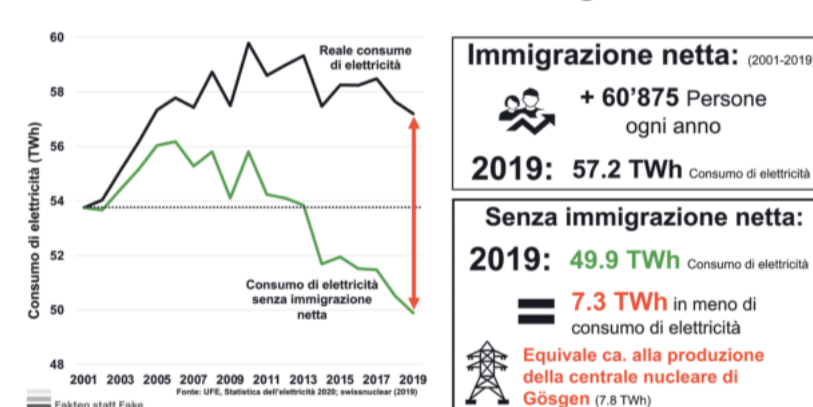 60
58
56
54
52
50
48
Consumo di elettricità (TWh)
Reale consume
di elettricità
Consumo di elettricità
senza immigrazione
netta
2001 2003 2005 2007 2009 2011 2013 2015 2017 2019
Fonte: UFE, Statistica dell'elettricità 2020; swissnuclear (2019)
Fakten statt Fake
Immigrazione netta: (2001-2019)
+ 60'875 Persone
ogni anno
2019: 57.2 TWh Consumo di elettricità
Senza immigrazione netta:
2019: 49.9 TWh Consumo di elettricità
= 7.3 TWh in meno di
consumo di elettricità
Equivale ca. alla produzione
della centrale nucleare di
Gösgen (7.8 TWh)